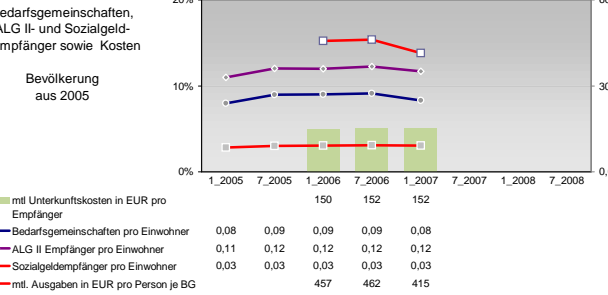 Bedarfsgemeinschaften,
ALG II- und Sozialgeld-
empfänger sowie Kosten
Bevölkerung
aus 2005
20%
10%
0%
60
30
0,
1_2005 7_2005 1_2006 7_2006 1_2007 7_2007 1_2008 7_2008
mtl Unterkunftskosten in EUR pro 150 152 152
Empfänger
Bedarfsgemeinschaften pro Einwohner 0,08 0,09 0,09 0,09 0,08
ALG II Empfänger pro Einwohner 0,11 0,12 0,12 0,12 0,12
Sozialgeldempfänger pro Einwohner 0,03 0,03 0,03 0,03 0,03
mtl. Ausgaben in EUR pro Person je BG 457 462 415